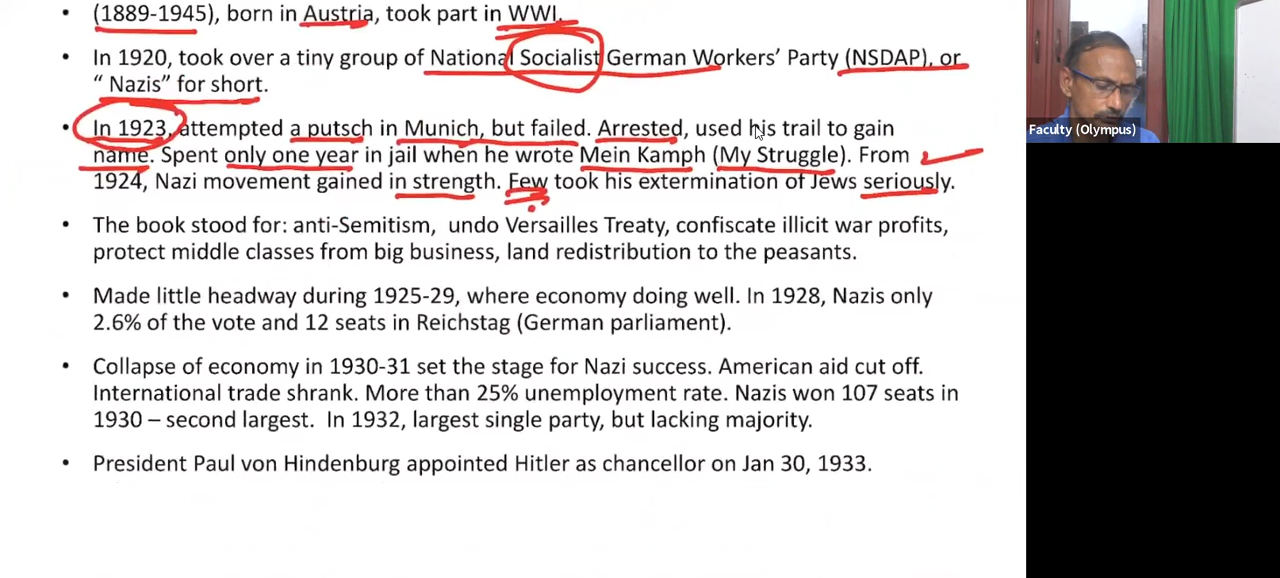 • (1889-1945), born in Austria, took part in WWI.
• In 1920, took over a tiny group of National Socialist German Workers’ Party (NSDAP), or
“ Nazis” for short.
• In 1923, attempted a putsch in Munich, but failed. Arrested, used his trail to gain
name. Spent only one year in jail when he wrote Mein Kamph (My Struggle). From
1924, Nazi movement gained in strength. Few took his extermination of Jews seriously.
• The book stood for: anti-Semitism, undo Versailles Treaty, confiscate illicit war profits,
protect middle classes from big business, land redistribution to the peasants.
• Made little headway during 1925-29, where economy doing well. In 1928, Nazis only
2.6% of the vote and 12 seats in Reichstag (German parliament).
• Collapse of economy in 1930-31 set the stage for Nazi success. American aid cut off.
International trade shrank. More than 25% unemployment rate. Nazis won 107 seats in
1930 – second largest. In 1932, largest single party, but lacking majority.
• President Paul von Hindenburg appointed Hitler as chancellor on Jan 30, 1933.
Faculty (Olympus)